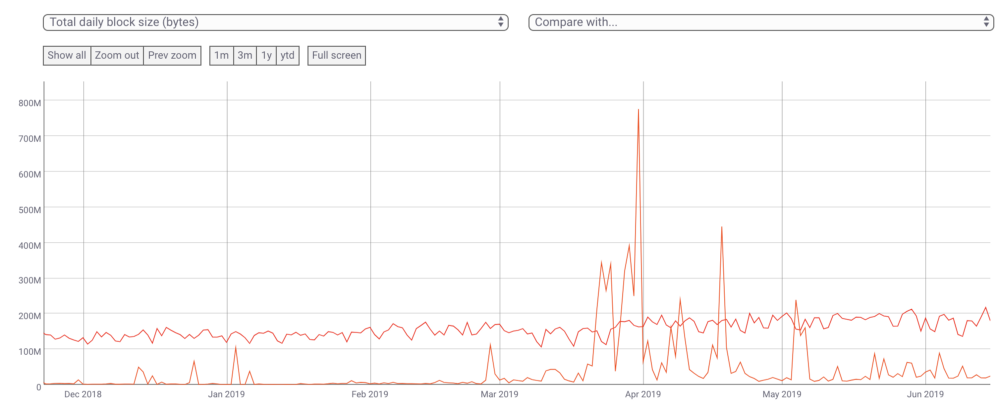 Total daily block size (bytes) Compare with...
Show all Zoom out Prev zoom 1m 3m 1y ytd Full screen
800M
700M
600M
500M
400M
300M
200M
100M
0
Dec 2018 Jan 2019 Feb 2019 Mar 2019 Apr 2019 May 2019 Jun 2019